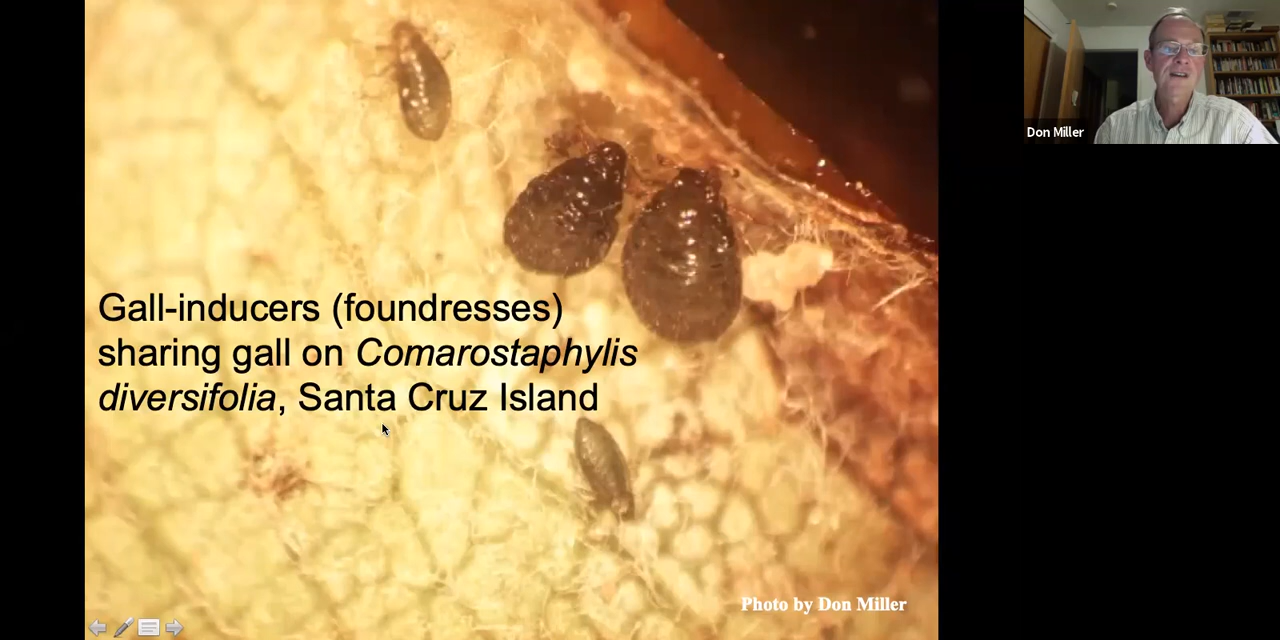 Don Miller
Gall-inducers (foundresses)
sharing gall on Comarostaphylis
diversifolia, Santa Cruz Island
Photo by Don Miller